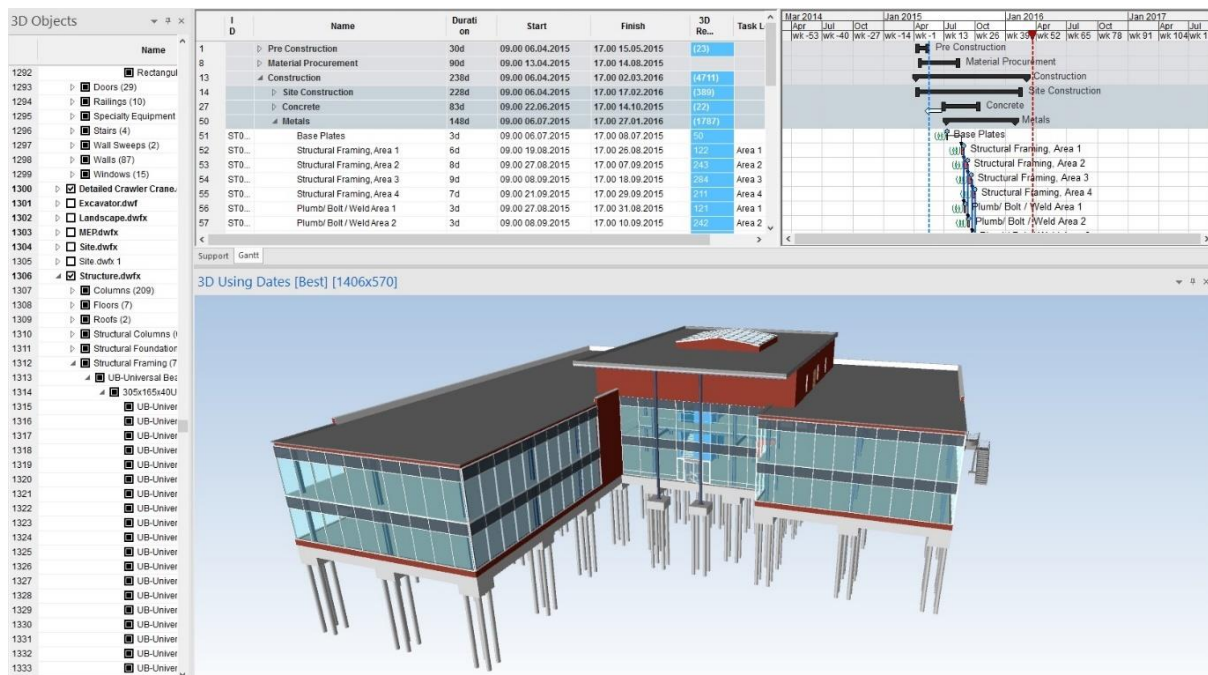 3D Objects
Name
1292 Rectangul
1293 Doors (29)
1294 Railings (10)
1295 Specialty Equipment
1296 Stairs (4)
1297 Wall Sweeps (2)
1298 Walls (87)
1299 Windows (15)
1300 Detailed Crawler Crane.
1301 Excavator.dwf
1302 Landscape.dwfx
1303 MEP.dwfx
1304 Site.dwfx
1305 Site.dwfx 1
1306 Structure.dwfx
1307 Columns (209)
1308 Floors (7)
1309 Roofs (2)
1310 Structural Columns (
1311 Structural Foundation
1312 Structural Framing (7
1313 UB-Universal Bea
1314 305x165x40U
1315 UB-Univer
1316 UB-Univer
1317 UB-Univer
1318 UB-Univer
1319 UB-Univer
1320 UB-Univer
1321 UB-Univer
1322 UB-Univer
1323 UB-Univer
1324 UB-Univer
1325 UB-Univer
1326 UB-Univer
1327 UB-Univer
1328 UB-Univer
1329 UB-Univer
1330 UB-Univer
1331 UB-Univer
1332 UB-Univer
1333 UB-Univer
I D Name Durati on Start Finish 3D Re... Task L
1 Pre Construction 30d 09.00 06.04.2015 17.00 15.05.2015 (23)
8 Material Procurement 90d 09.00 13.04.2015 17.00 14.08.2015
13 Construction 238d 09.00 06.04.2015 17.00 02.03.2016 (4711)
14 Site Construction 228d 09.00 06.04.2015 17.00 17.02.2016 (389)
27 Concrete 83d 09.00 22.06.2015 17.00 14.10.2015 (22)
50 Metals 148d 09.00 06.07.2015 17.00 27.01.2016 (1787)
51 ST0... Base Plates 3d 09.00 06.07.2015 17.00 08.07.2015 50
52 ST0... Structural Framing, Area 1 6d 09.00 19.08.2015 17.00 26.08.2015 122 Area 1
53 ST0... Structural Framing, Area 2 8d 09.00 27.08.2015 17.00 07.09.2015 243 Area 2
54 ST0... Structural Framing, Area 3 9d 09.00 08.09.2015 17.00 18.09.2015 284 Area 3
55 ST0... Structural Framing, Area 4 7d 09.00 21.09.2015 17.00 29.09.2015 211 Area 4
56 ST0... Plumb/ Bolt / Weld Area 1 3d 09.00 27.08.2015 17.00 31.08.2015 121 Area 1
57 ST0... Plumb/ Bolt / Weld Area 2 3d 09.00 08.09.2015 17.00 10.09.2015 242 Area 2
Support Gantt
Mar 2014 Jan 2015 Jan 2016 Jan 2017
Apr Jul Oct Apr Jul Oct Apr Jul Oct Apr Jul
wk -53 wk -40 wk -27 wk -14 wk -1 wk 13 wk 26 wk 39 wk 52 wk 65 wk 78 wk 91 wk 104 wk 1
Pre Construction
Material Procurement
Construction
Site Construction
Concrete
Metals
Base Plates
Structural Framing, Area 1
Structural Framing, Area 2
Structural Framing, Area 3
Structural Framing, Area 4
Plumb/ Bolt / Weld Area 1
Plumb/ Bolt / Weld Area 2
3D Using Dates [Best] [1406x570]